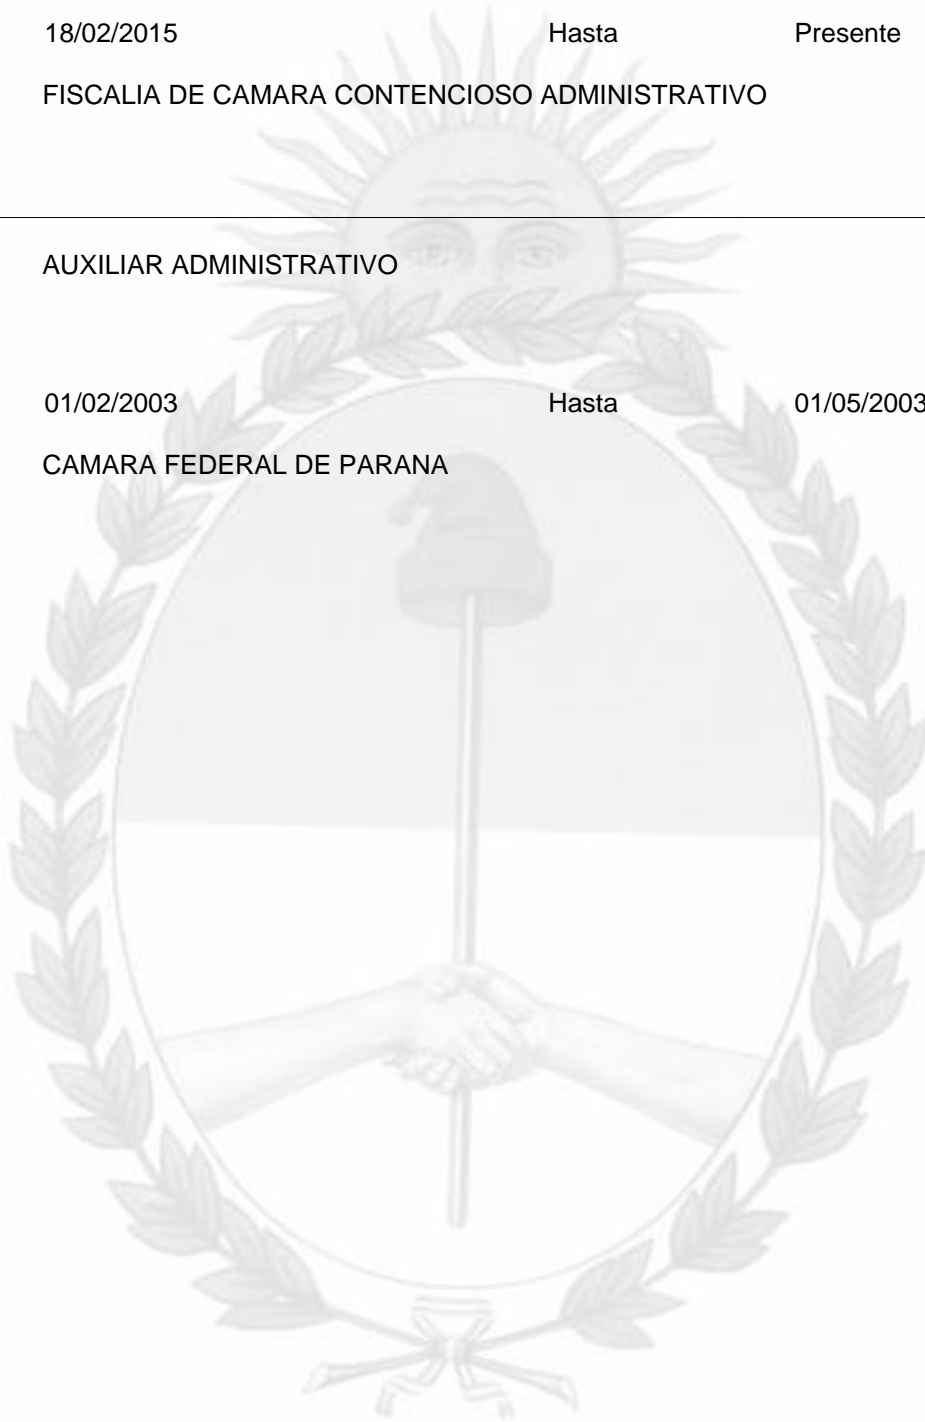 18/02/2015 Hasta Presente
FISCALIA DE CAMARA CONTENCIOSO ADMINISTRATIVO
AUXILIAR ADMINISTRATIVO
01/02/2003 Hasta 01/05/2003
CAMARA FEDERAL DE PARANA